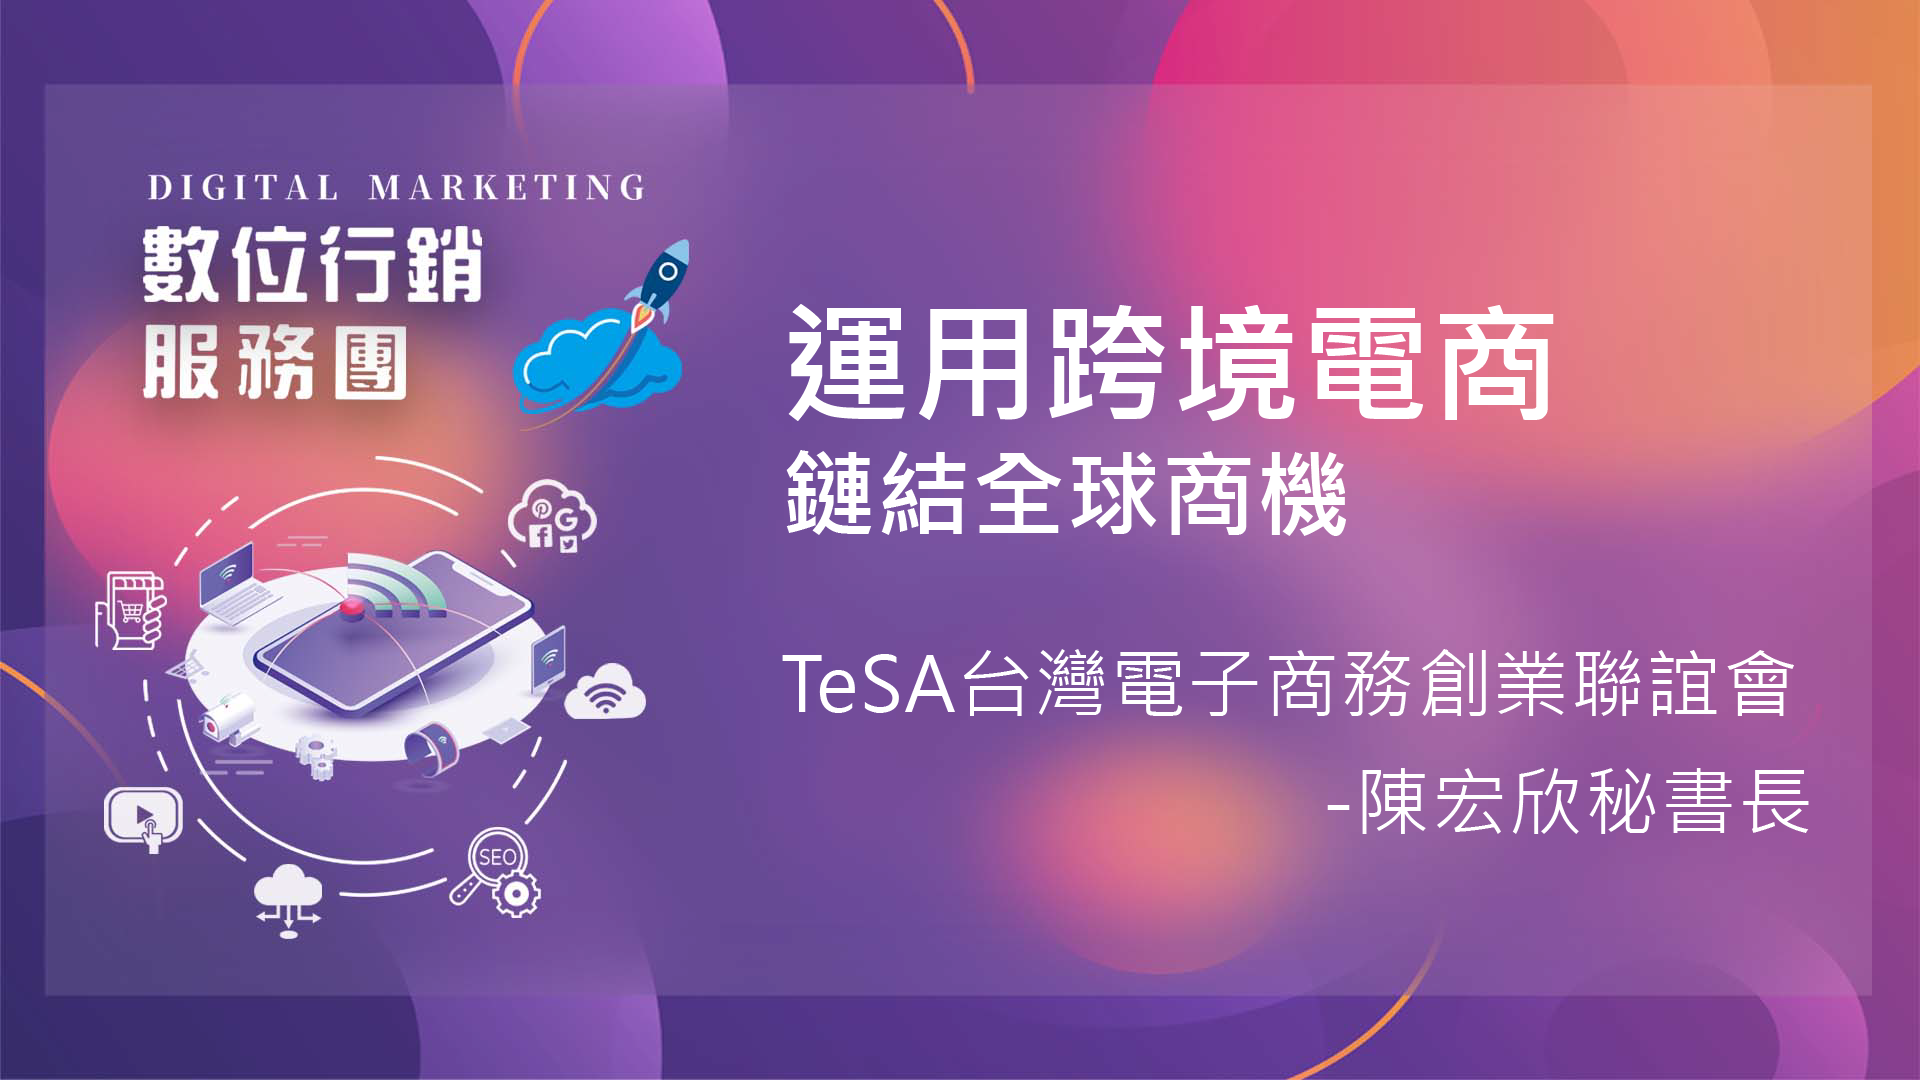 DIGITAL MARKETING
數位行銷
服務團
運用跨境電商
鏈結全球商機
TeSA台灣電子商務創業聯誼會
-陳宏欣秘書長
G
SEO